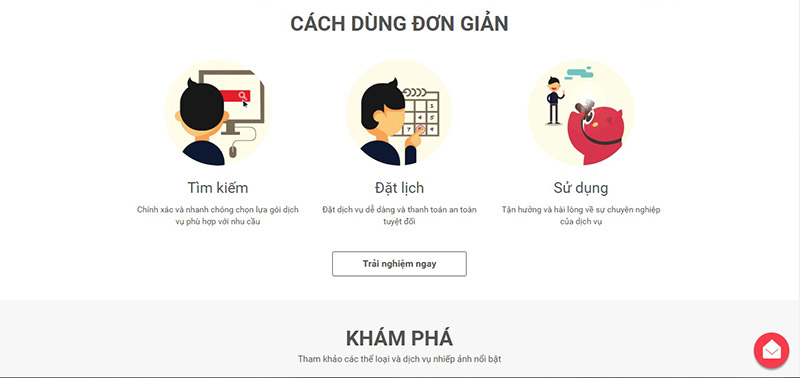 CÁCH DÙNG ĐƠN GIẢN
Tìm kiếm
Chính xác và nhanh chóng chọn lựa gói dịch
vụ phù hợp với nhu cầu
Đặt lịch
Đặt dịch vụ dễ dàng và thanh toán an toàn
tuyệt đối
Sử dụng
Tận hưởng và hài lòng về sự chuyên nghiệp
của dịch vụ
Trải nghiệm ngay
KHÁM PHÁ
Tham khảo các thể loại và dịch vụ nhiếp ảnh nổi bật